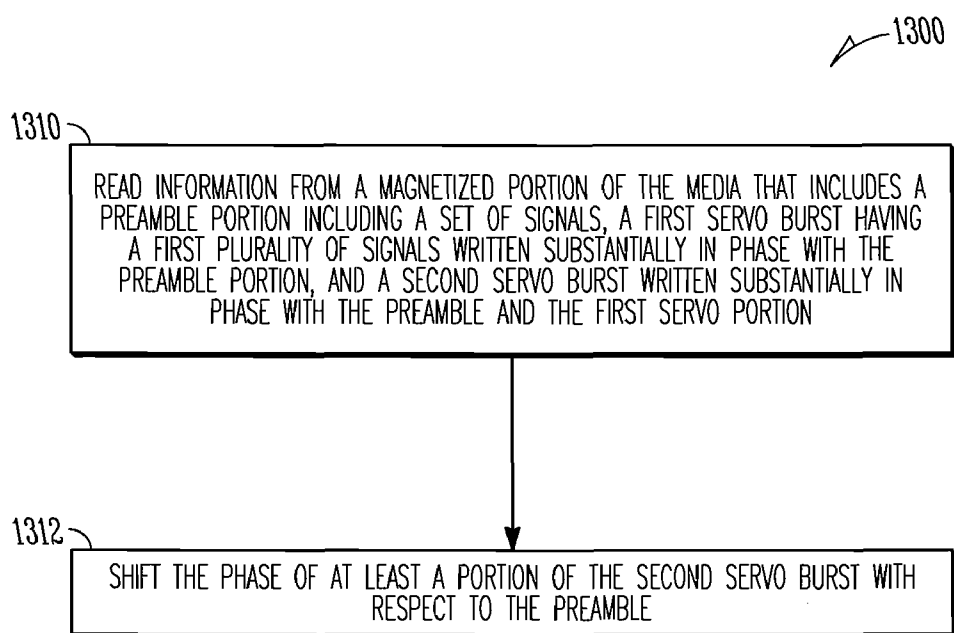 1300
1310
READ INFORMATION FROM A MAGNETIZED PORTION OF THE MEDIA THAT INCLUDES A
PREAMBLE PORTION INCLUDING A SET OF SIGNALS, A FIRST SERVO BURST HAVING
A FIRST PLURALITY OF SIGNALS WRITTEN SUBSTANTIALLY IN PHASE WITH THE
PREAMBLE PORTION, AND A SECOND SERVO BURST WRITTEN SUBSTANTIALLY IN
PHASE WITH THE PREAMBLE AND THE FIRST SERVO PORTION
1312
SHIFT THE PHASE OF AT LEAST A PORTION OF THE SECOND SERVO BURST WITH
RESPECT TO THE PREAMBLE